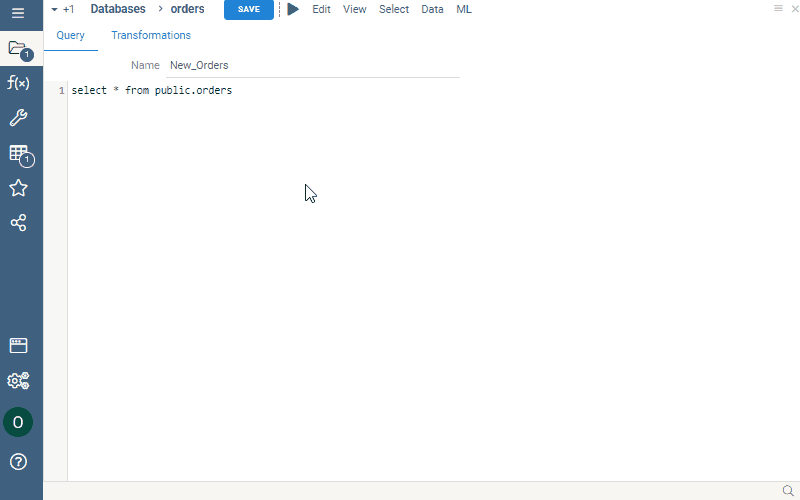 +1 Databases > orders SAVE Edit View Select Data ML
1
Query Transformations
f(x)
Name New_Orders
1 select * from public.orders
1
O
?